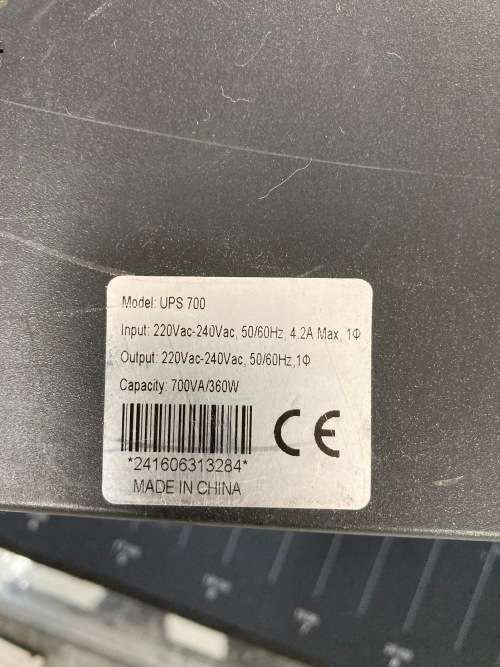 Model: UPS 700
Input: 220Vac-240Vac, 50/60Hz, 4.2A Max, 1Φ
Output: 220Vac-240Vac, 50/60Hz,1Φ
Capacity: 700VA/360W
CE
*241606313284*
MADE IN CHINA